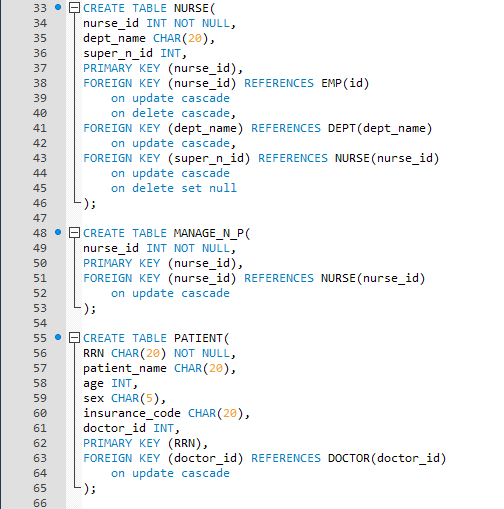 33 CREATE TABLE NURSE(
34 nurse_id INT NOT NULL,
35 dept_name CHAR(20),
36 super_n_id INT,
37 PRIMARY KEY (nurse_id),
38 FOREIGN KEY (nurse_id) REFERENCES EMP(id)
39     on update cascade
40     on delete cascade,
41 FOREIGN KEY (dept_name) REFERENCES DEPT(dept_name)
42     on update cascade,
43 FOREIGN KEY (super_n_id) REFERENCES NURSE(nurse_id)
44     on update cascade
45     on delete set null
46 );
47
48 CREATE TABLE MANAGE_N_P(
49 nurse_id INT NOT NULL,
50 PRIMARY KEY (nurse_id),
51 FOREIGN KEY (nurse_id) REFERENCES NURSE(nurse_id)
52     on update cascade
53 );
54
55 CREATE TABLE PATIENT(
56 RRN CHAR(20) NOT NULL,
57 patient_name CHAR(20),
58 age INT,
59 sex CHAR(5),
60 insurance_code CHAR(20),
61 doctor_id INT,
62 PRIMARY KEY (RRN),
63 FOREIGN KEY (doctor_id) REFERENCES DOCTOR(doctor_id)
64     on update cascade
65 );
66